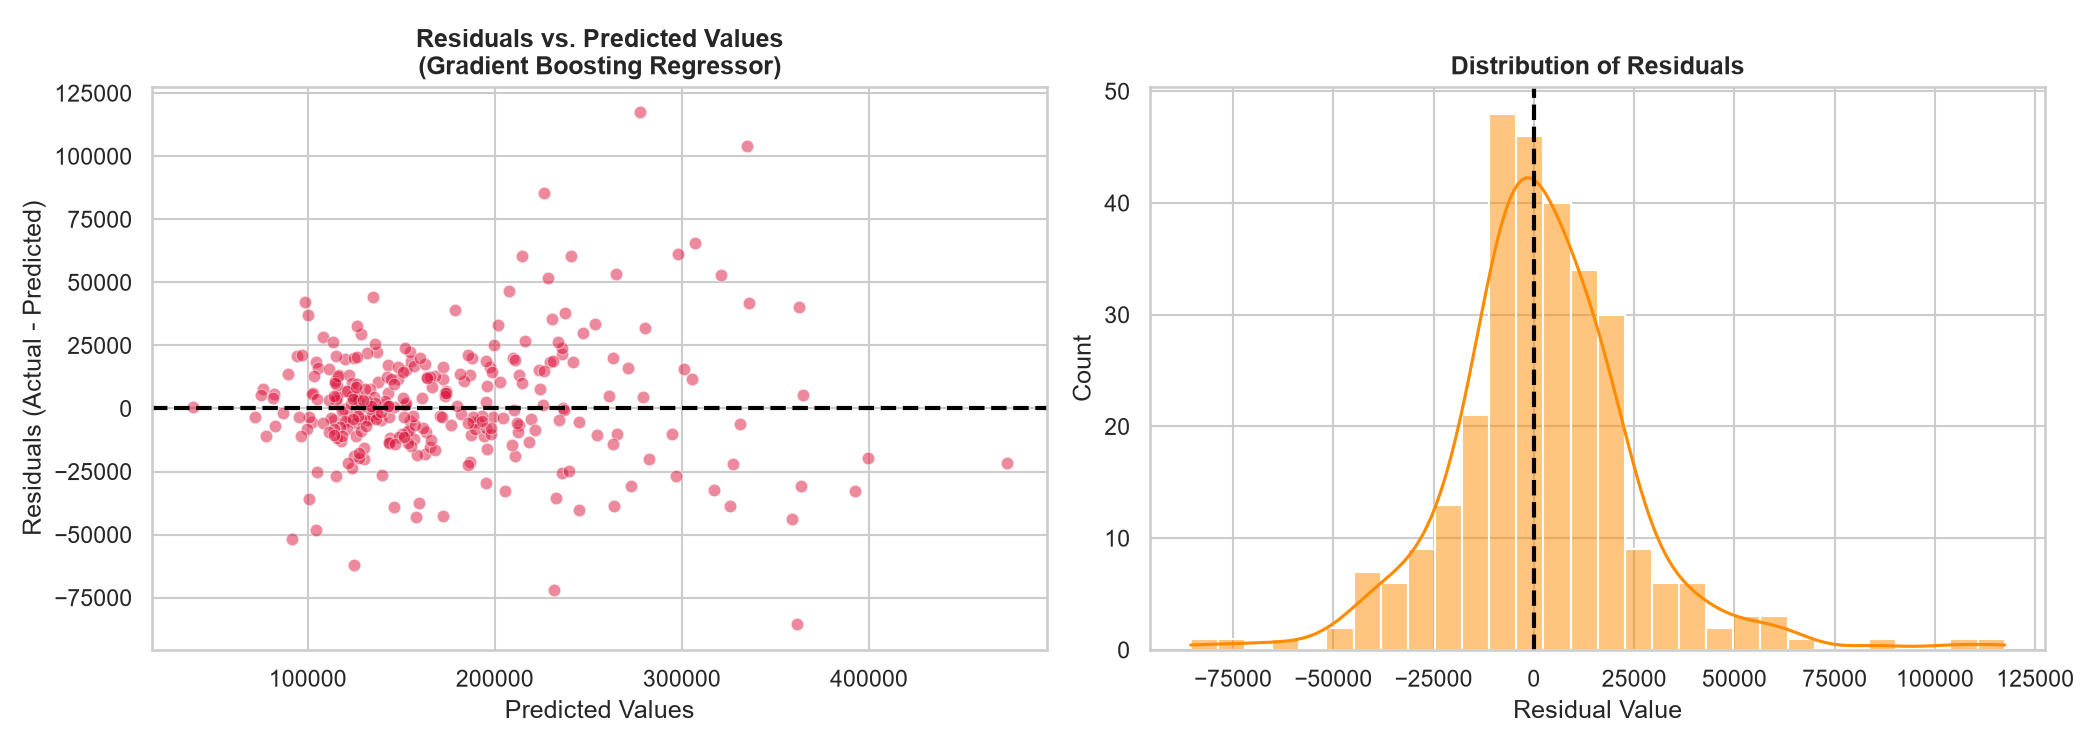 Residuals vs. Predicted Values
(Gradient Boosting Regressor)
125000
100000
75000
50000
25000
0
−25000
−50000
−75000
Residuals (Actual - Predicted)
100000 200000 300000 400000
Predicted Values
Distribution of Residuals
50
40
30
20
10
0
Count
−75000 −50000 −25000 0 25000 50000 75000 100000 125000
Residual Value